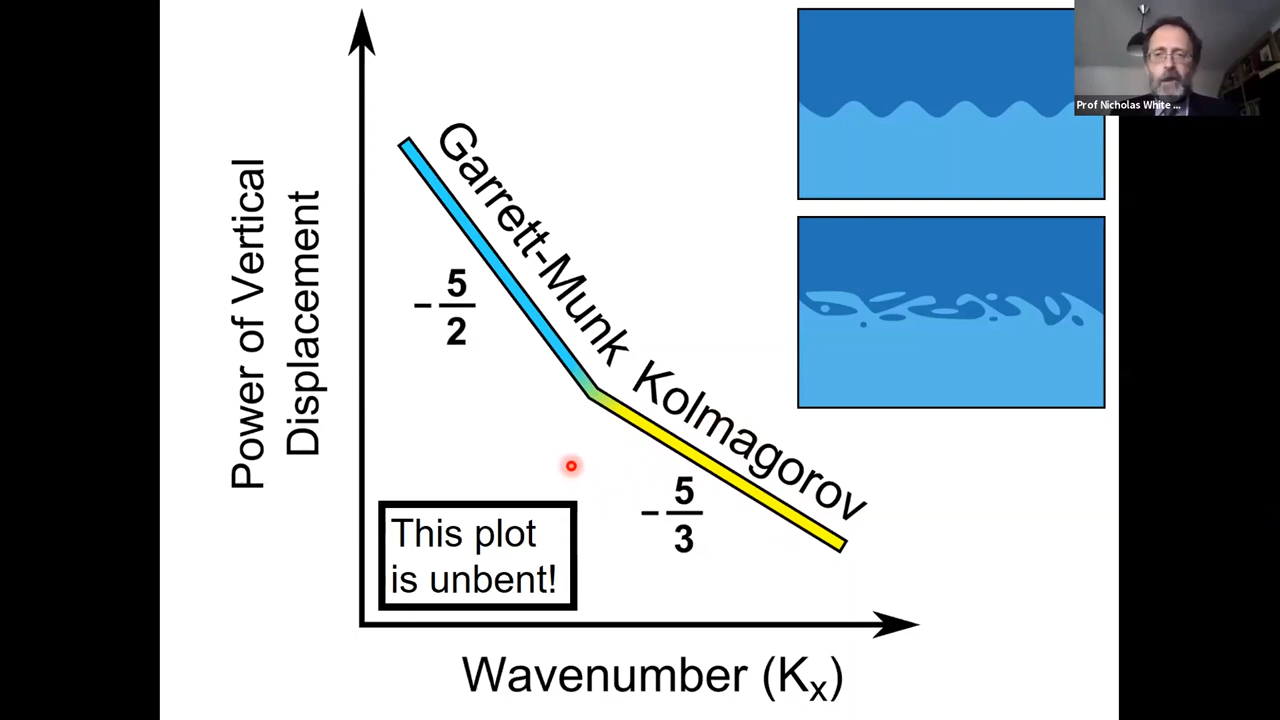 Power of Vertical
Displacement
Garrett-Munk
- 5/2
Kolmagorov
- 5/3
This plot
is unbent!
Wavenumber (Kₓ)
Prof Nicholas White ...